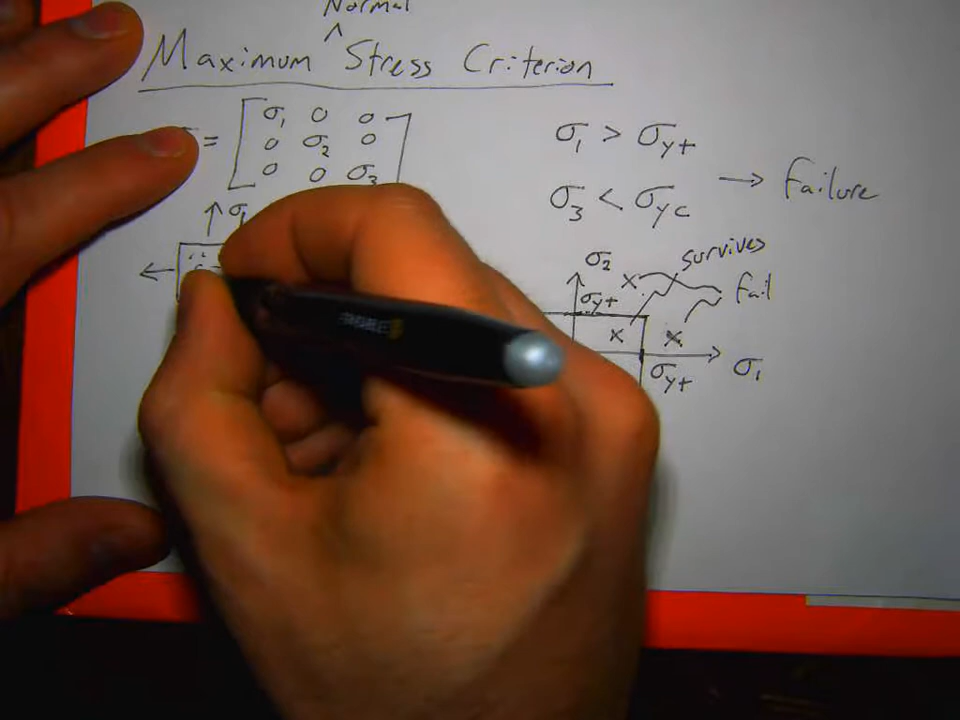 Normal
^
Maximum Stress Criterion
= [σ₁ 0 0
0 σ₂ 0
0 0 σ₃]
σ₁ > σyt
σ₃ < σyc
→ Failure
↑ σ₁
σ₂
survives
x
σyt
fail
x x
σyt
σ₁